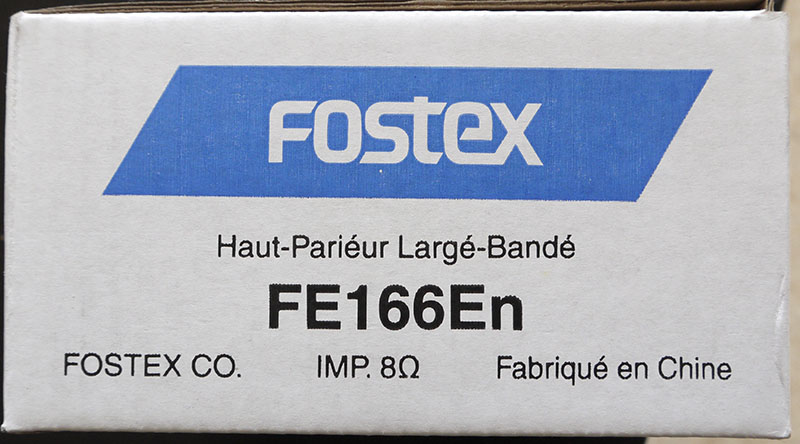 Fostex
Haut-Pariéur Largé-Bandé
FE166En
FOSTEX CO. IMP. 8Ω Fabriqué en Chine